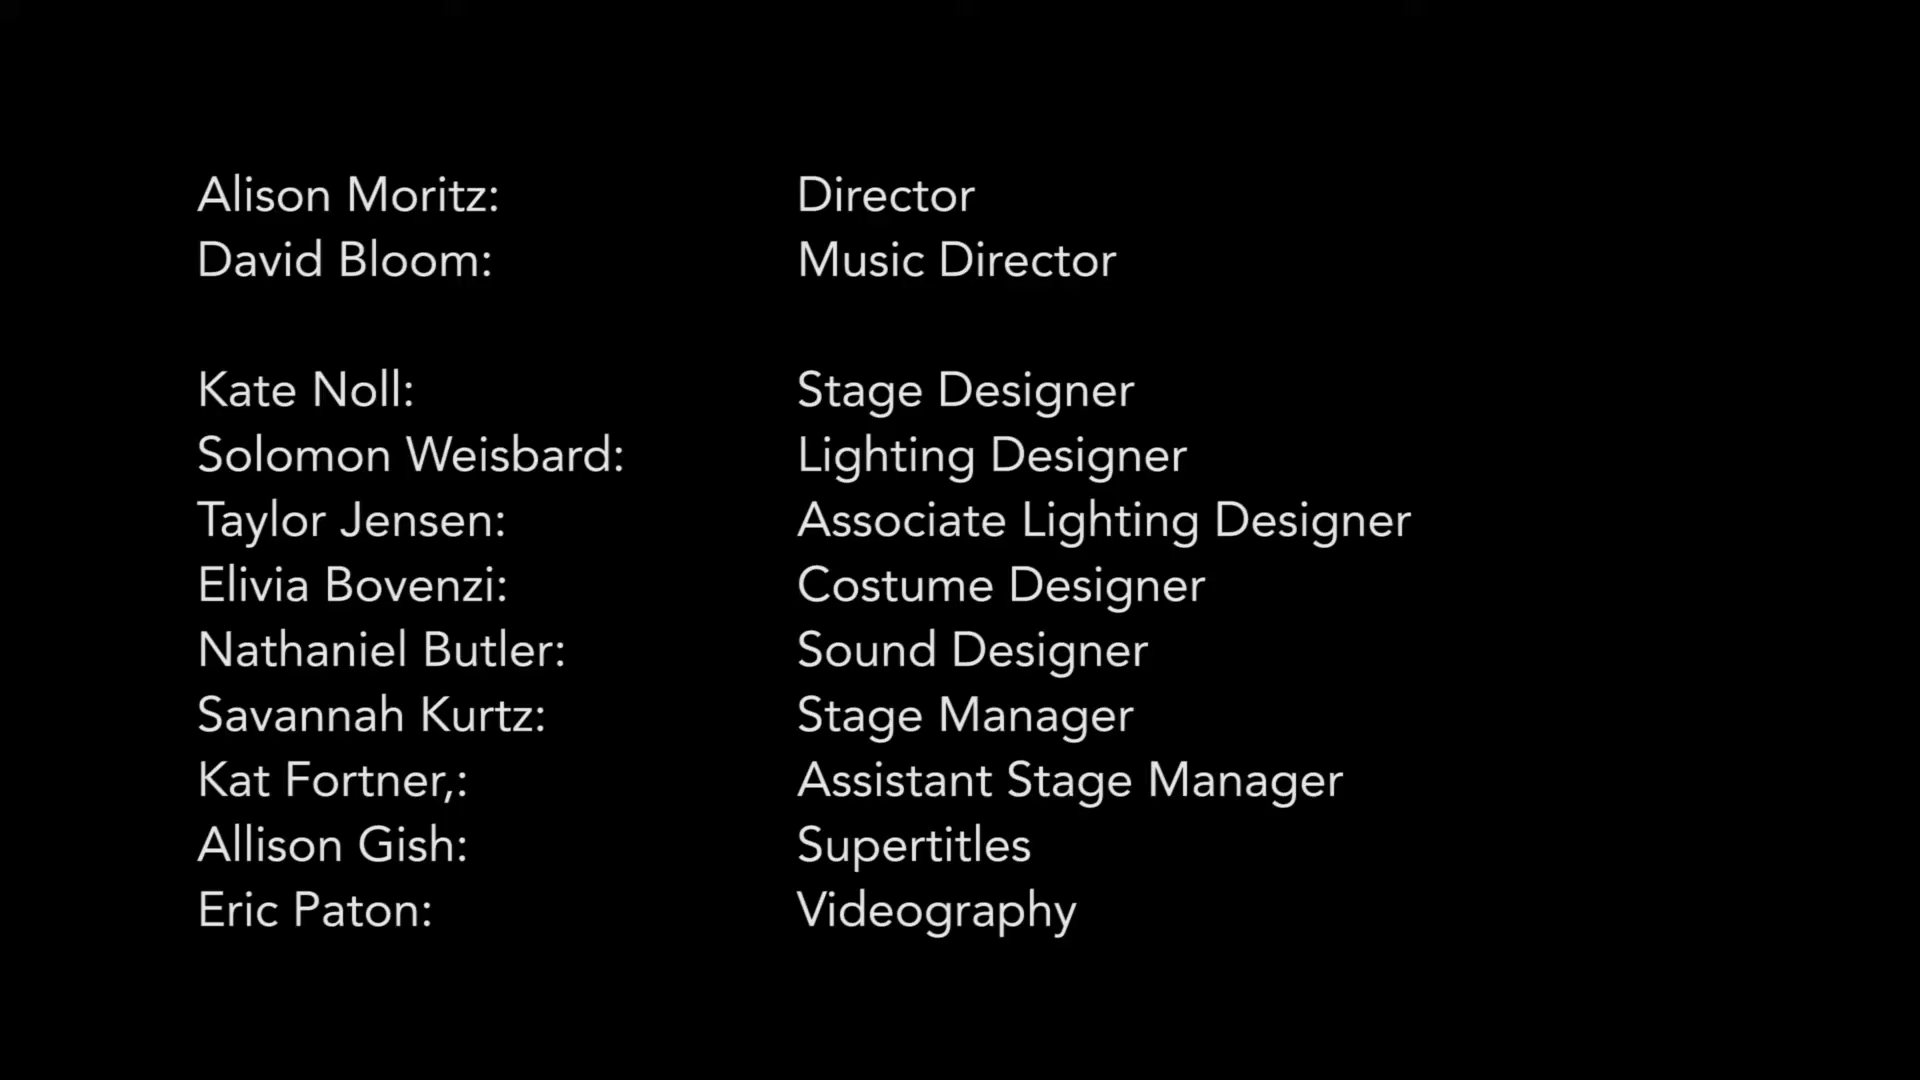 Alison Moritz: Director
David Bloom: Music Director
Kate Noll: Stage Designer
Solomon Weisbard: Lighting Designer
Taylor Jensen: Associate Lighting Designer
Elivia Bovenzi: Costume Designer
Nathaniel Butler: Sound Designer
Savannah Kurtz: Stage Manager
Kat Fortner,: Assistant Stage Manager
Allison Gish: Supertitles
Eric Paton: Videography